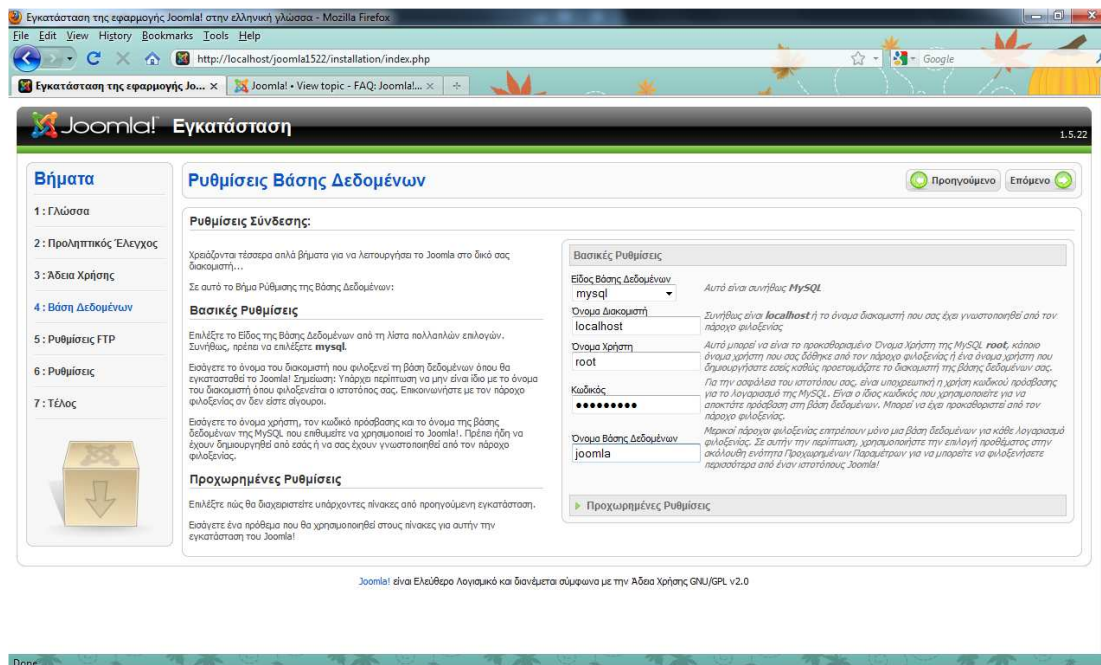 Εγκατάσταση της εφαρμογής Joomla! στην ελληνική γλώσσα - Mozilla Firefox
File Edit View History Bookmarks Tools Help
http://localhost/joomla1522/installation/index.php
Google
Εγκατάσταση της εφαρμογής Jo...
Joomla! • View topic - FAQ: Joomla!...
Joomla! Εγκατάσταση
1.5.22
Βήματα
1 : Γλώσσα
2 : Προληπτικός Έλεγχος
3 : Άδεια Χρήσης
4 : Βάση Δεδομένων
5 : Ρυθμίσεις FTP
6 : Ρυθμίσεις
7 : Τέλος
Ρυθμίσεις Βάσης Δεδομένων
Προηγούμενο
Επόμενο
Ρυθμίσεις Σύνδεσης:
Χρειάζονται τέσσερα απλά βήματα για να λειτουργήσει το Joomla στο δικό σας
διακομιστή...
Σε αυτό το Βήμα Ρύθμισης της Βάσης Δεδομένων:
Βασικές Ρυθμίσεις
Επιλέξτε το Είδος της Βάσης Δεδομένων από τη λίστα πολλαπλών επιλογών.
Συνήθως, πρέπει να επιλέξετε mysql.
Εισάγετε το όνομα του διακομιστή που φιλοξενεί τη βάση δεδομένων όπου θα
εγκατασταθεί το Joomla! Σημείωση: Υπάρχει περίπτωση να μην είναι ίδιο με το όνομα
του διακομιστή όπου φιλοξενείται ο ιστοτόπος σας. Επικοινωνήστε με τον πάροχο
φιλοξενίας αν δεν είστε σίγουροι.
Εισάγετε το όνομα χρήστη, τον κωδικό πρόσβασης και το όνομα της βάσης
δεδομένων της MySQL που επιθυμείτε να χρησιμοποιεί το Joomla!. Πρέπει ήδη να
έχουν δημιουργηθεί από εσάς ή να σας έχουν γνωστοποιηθεί από τον πάροχο
φιλοξενίας.
Προχωρημένες Ρυθμίσεις
Επιλέξτε πώς θα διαχειριστείτε υπάρχοντες πίνακες από προηγούμενη εγκατάσταση.
Εισάγετε ένα πρόθεμα που θα χρησιμοποιηθεί στους πίνακες για αυτήν την
εγκατάσταση του Joomla!
Βασικές Ρυθμίσεις
Είδος Βάσης Δεδομένων
mysql
Αυτό είναι συνήθως MySQL
Όνομα Διακομιστή
localhost
Συνήθως είναι localhost ή το όνομα διακομιστή που σας έχει γνωστοποιηθεί από τον
πάροχο φιλοξενίας
Όνομα Χρήστη
root
Αυτό μπορεί να είναι το προκαθορισμένο Όνομα Χρήστη της MySQL root, κάποιο
όνομα χρήστη που σας δόθηκε από τον πάροχο φιλοξενίας ή ένα όνομα χρήστη που
δημιουργήσατε εσείς καθώς προετοιμάζατε το διακομιστή της βάσης δεδομένων σας.
Κωδικός
●●●●●●●●●
Για την ασφάλεια του ιστοτόπου σας, είναι υποχρεωτική η χρήση κωδικού πρόσβασης
για το λογαριασμό της MySQL. Είναι ο ίδιος κωδικός που χρησιμοποιείτε για να
αποκτάτε πρόσβαση στη βάση δεδομένων. Μπορεί να έχει προκαθοριστεί από τον
πάροχο φιλοξενίας.
Όνομα Βάσης Δεδομένων
joomla
Μερικοί πάροχοι φιλοξενίας επιτρέπουν μόνο μια βάση δεδομένων για κάθε λογαριασμό
φιλοξενίας. Σε αυτήν την περίπτωση, χρησιμοποιήστε την επιλογή προθέματος στην
ακόλουθη ενότητα Προχωρημένων Παραμέτρων για να μπορείτε να φιλοξενήσετε
περισσότερα από έναν ιστοτόπους Joomla!
Προχωρημένες Ρυθμίσεις
Joomla! είναι Ελεύθερο Λογισμικό και διανέμεται σύμφωνα με την Άδεια Χρήσης GNU/GPL v2.0
Done